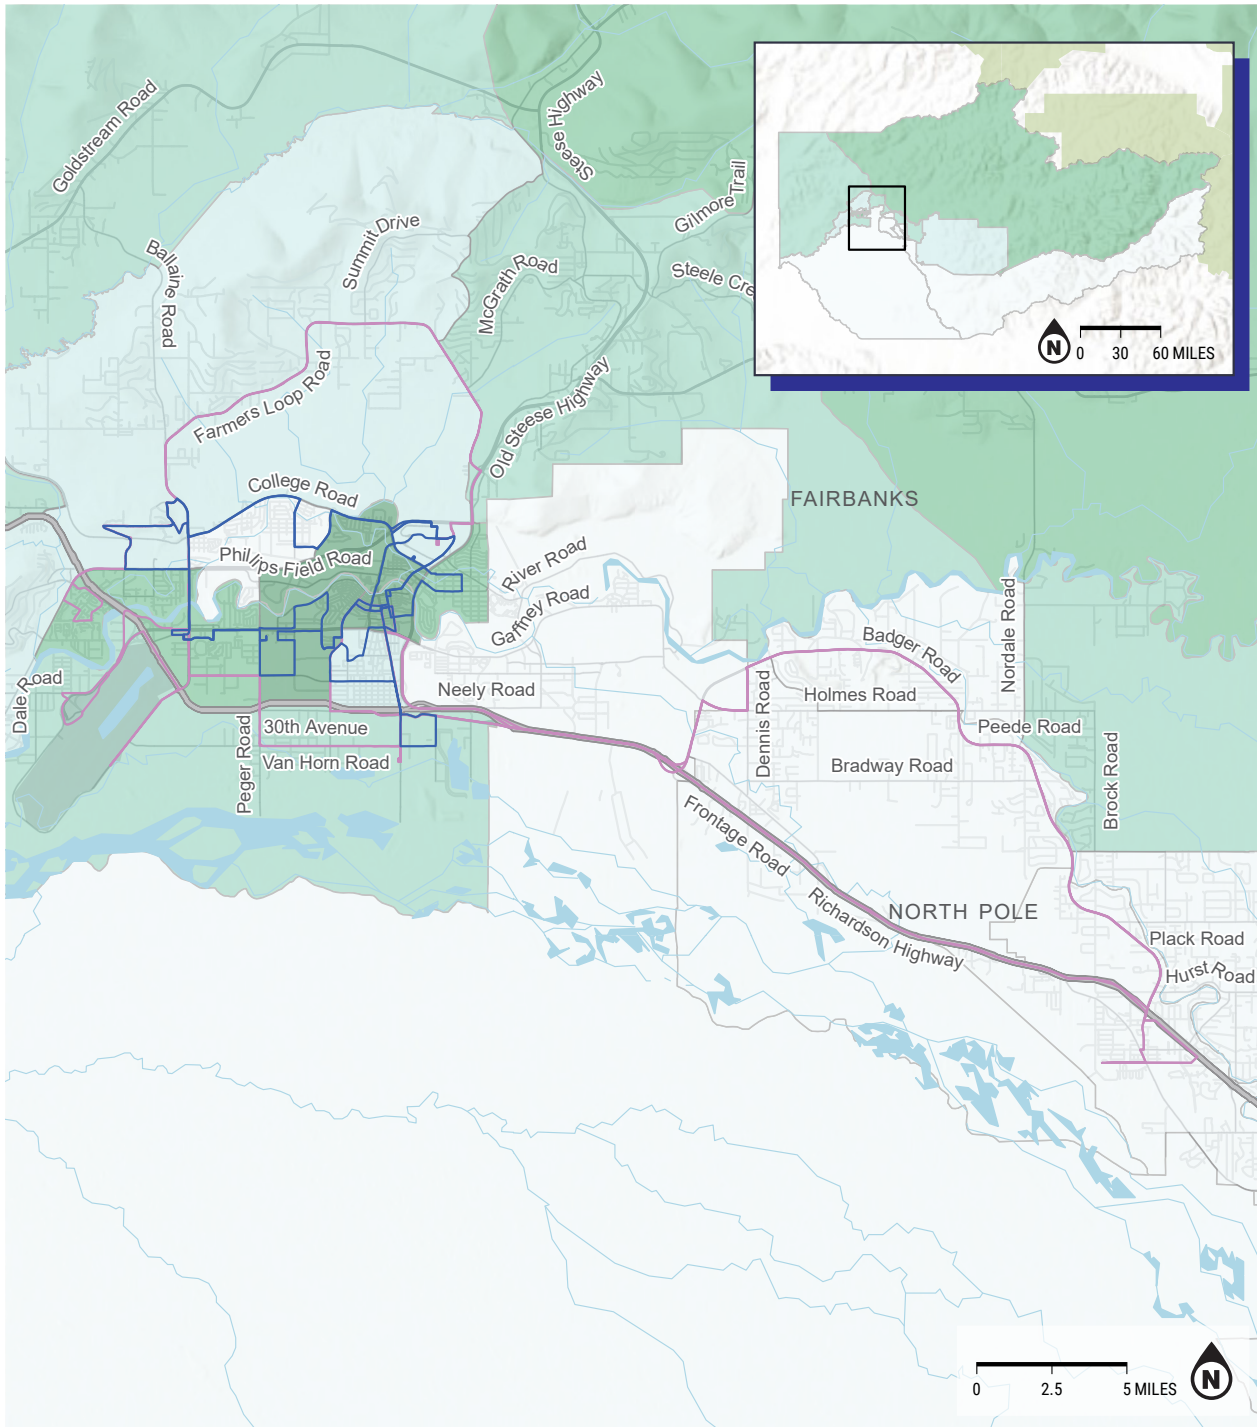 Goldstream Road
Steese Highway
Steese
Gilmore Trail
Summit Drive
Ballaine Road
McGrath Road
Steele Cre
N
0 30 60 MILES
Farmers Loop Road
Old Steese Highway
College Road
FAIRBANKS
Phillips Field Road
River Road
Gaffney Road
Nordale Road
Badger Road
Dale Road
Neely Road
Holmes Road
Dennis Road
30th Avenue
Peede Road
Peger Road
Van Horn Road
Bradway Road
Brock Road
Frontage Road
Richardson Highway
NORTH POLE
Plack Road
Hurst Road
0 2.5 5 MILES
N